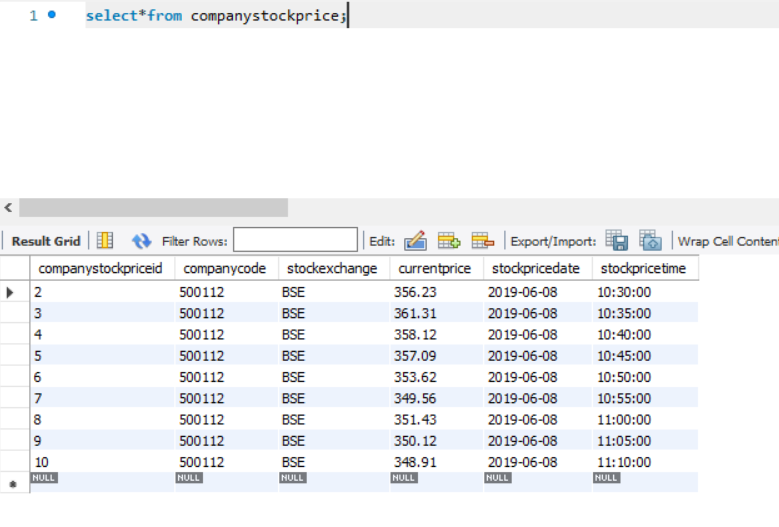 1 select*from companystockprice;
Result Grid Filter Rows: Edit: Export/Import: Wrap Cell Conten
companystockpriceid companycode stockexchange currentprice stockpricedate stockpricetime
2 500112 BSE 356.23 2019-06-08 10:30:00
3 500112 BSE 361.31 2019-06-08 10:35:00
4 500112 BSE 358.12 2019-06-08 10:40:00
5 500112 BSE 357.09 2019-06-08 10:45:00
6 500112 BSE 353.62 2019-06-08 10:50:00
7 500112 BSE 349.56 2019-06-08 10:55:00
8 500112 BSE 351.43 2019-06-08 11:00:00
9 500112 BSE 350.12 2019-06-08 11:05:00
10 500112 BSE 348.91 2019-06-08 11:10:00
NULL NULL NULL NULL NULL NULL